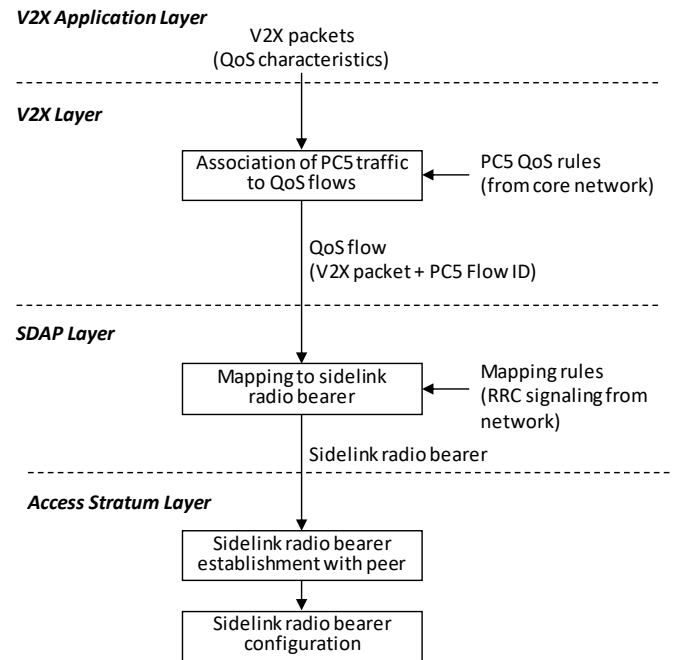 V2X Application Layer
V2X packets
(QoS characteristics)
V2X Layer
Association of PC5 traffic
to QoS flows
PC5 QoS rules
(from core network)
QoS flow
(V2X packet + PC5 Flow ID)
SDAP Layer
Mapping to sidelink
radio bearer
Mapping rules
(RRC signaling from
network)
Sidelink radio bearer
Access Stratum Layer
Sidelink radio bearer
establishment with peer
Sidelink radio bearer
configuration